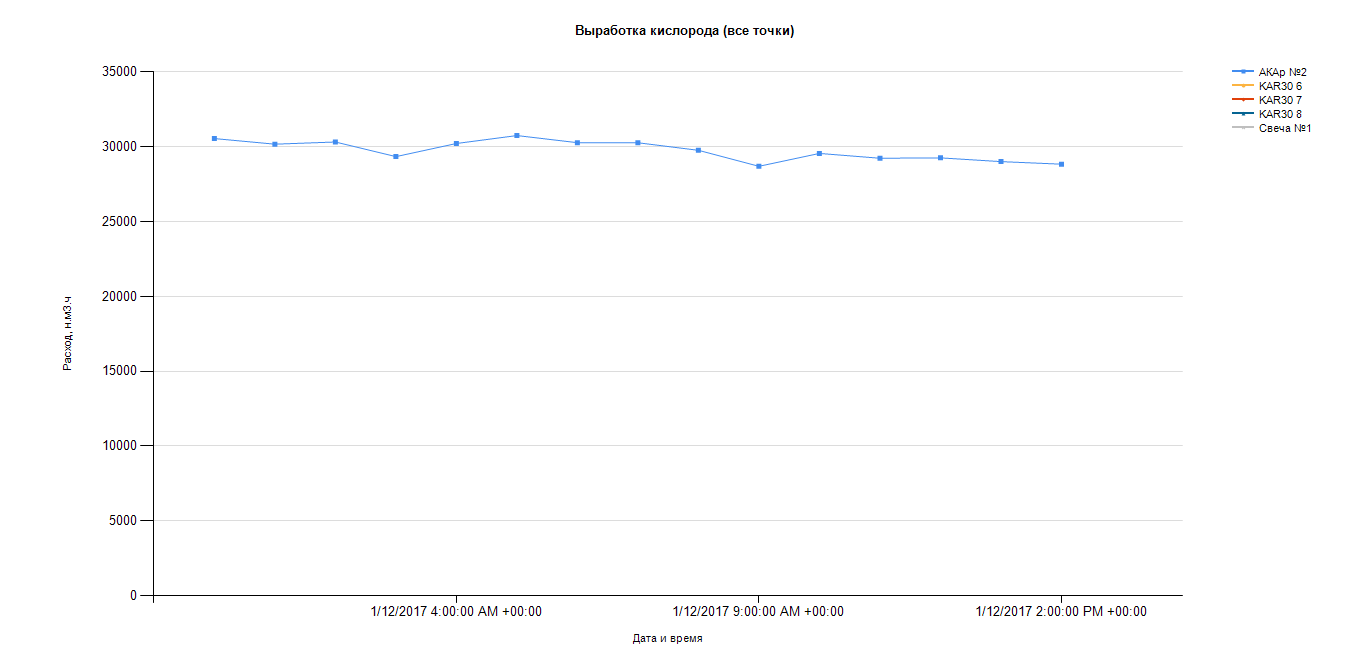 Выработка кислорода (все точки)
35000
30000
25000
20000
15000
10000
5000
0
Расход, н.м3.ч
1/12/2017 4:00:00 AM +00:00
1/12/2017 9:00:00 AM +00:00
1/12/2017 2:00:00 PM +00:00
Дата и время
АКАр №2
KAR30 6
KAR30 7
KAR30 8
Свеча №1